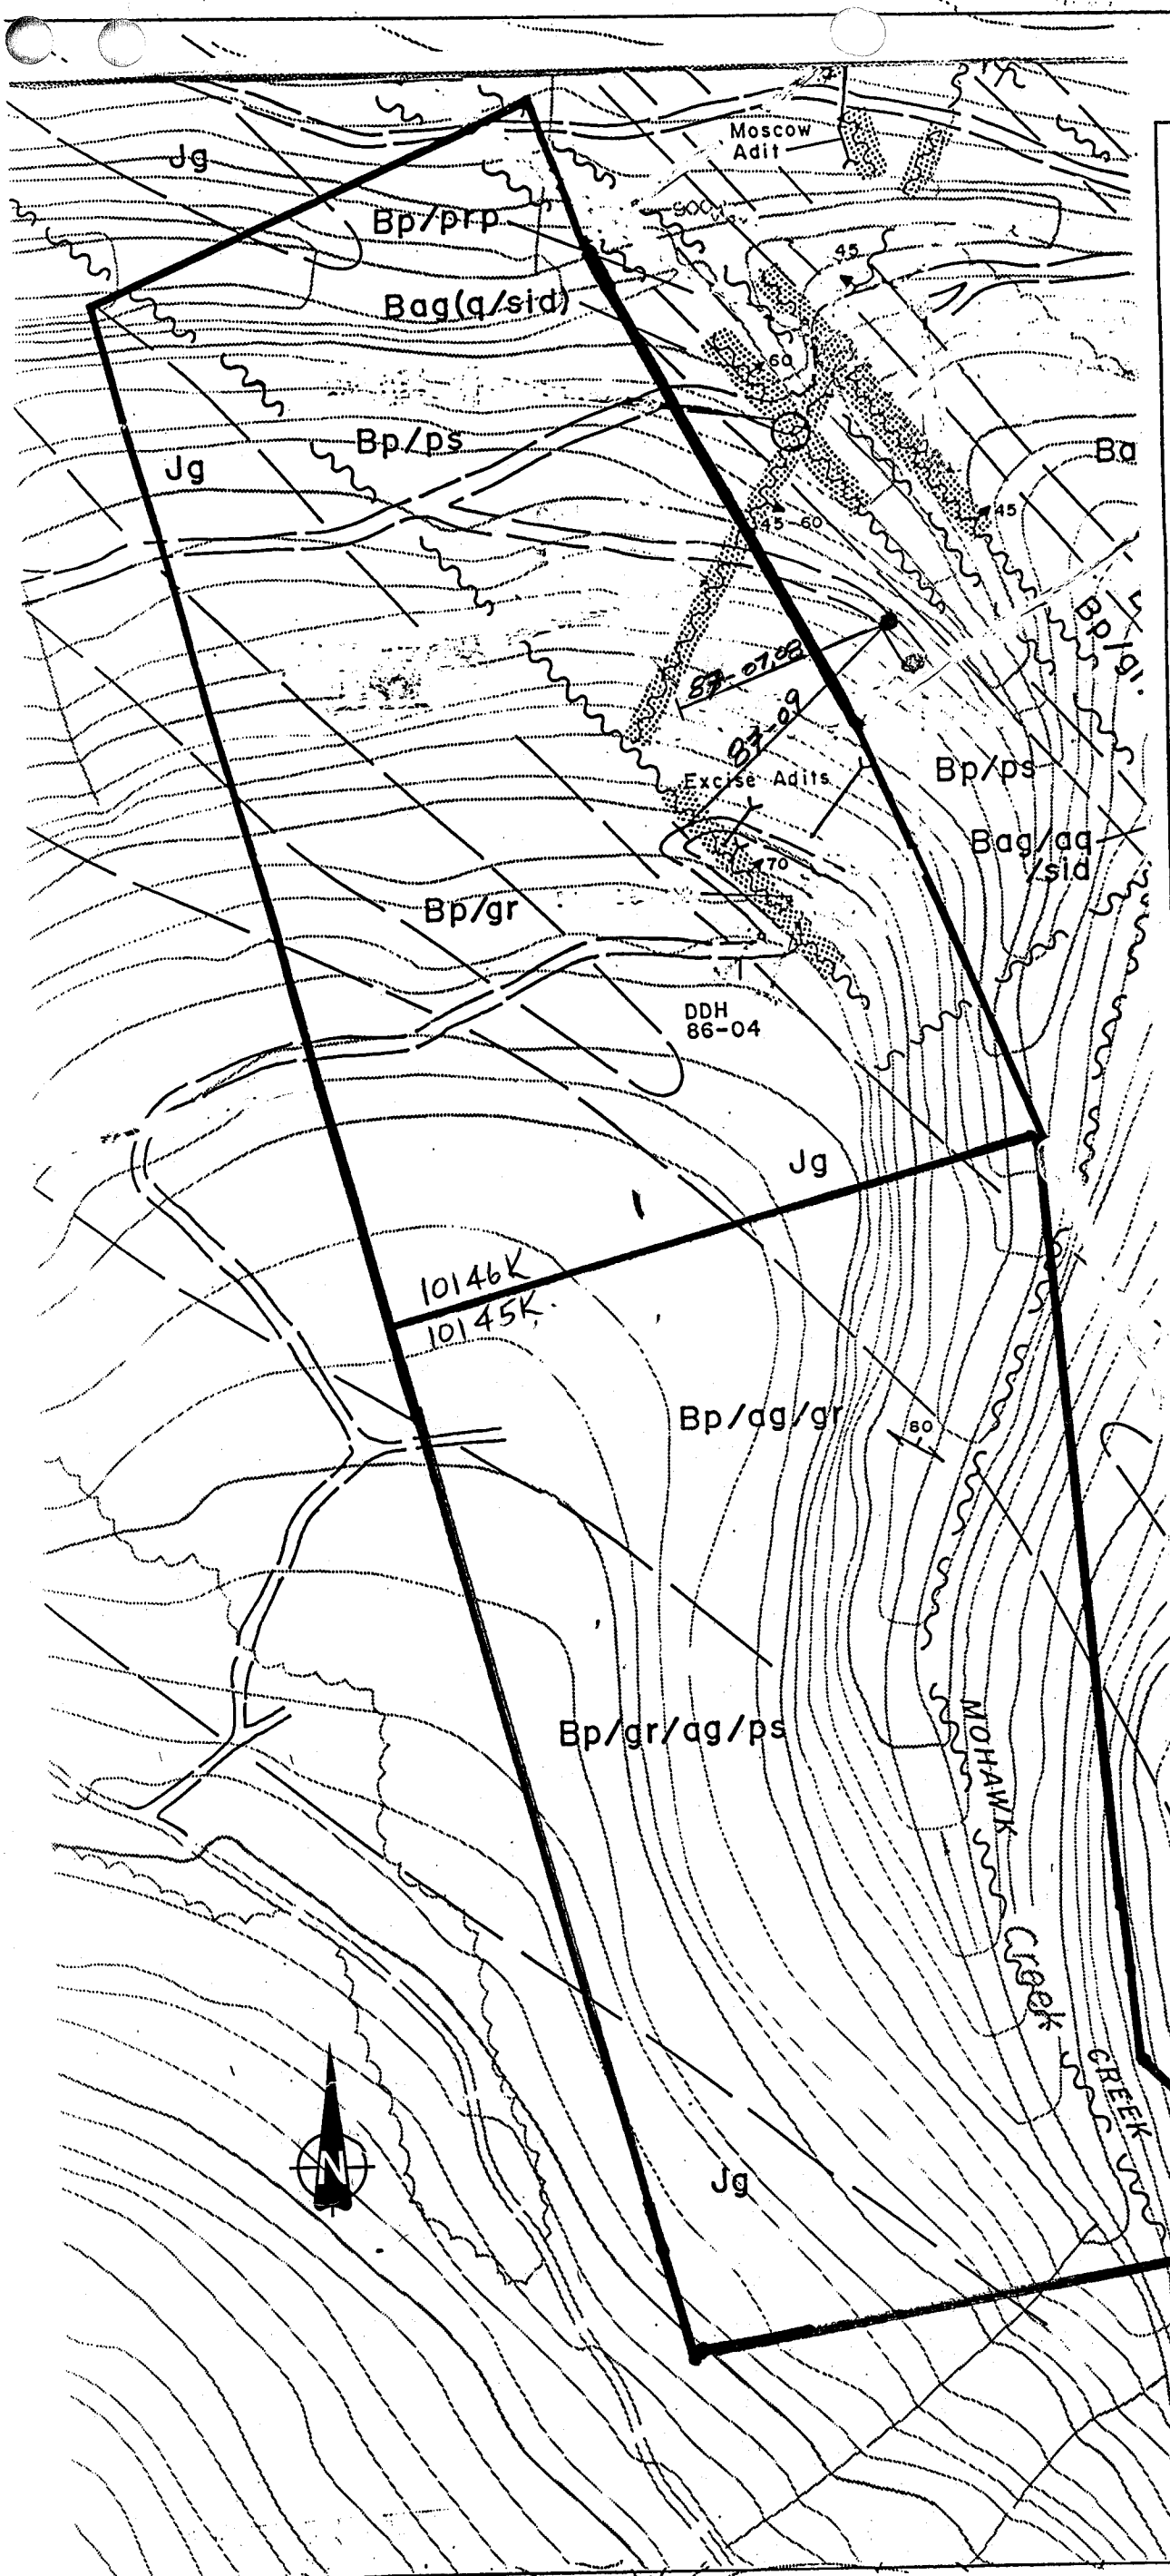 Moscow
Adit
Jg
Bp/prp
45
Bag(q/sid)
60
Bp/ps
Jg
Ba
45
45-60
Bp/gr.
87-07,08
87-09
Excise Adits
Bp/ps
Bag/aq
/sid
70
Bp/gr
DDH
86-04
Jg
10146K
10145K.
Bp/ag/gr
80
Bp/gr/ag/ps
MOHAWK
Creek
CREEK
N
Jg